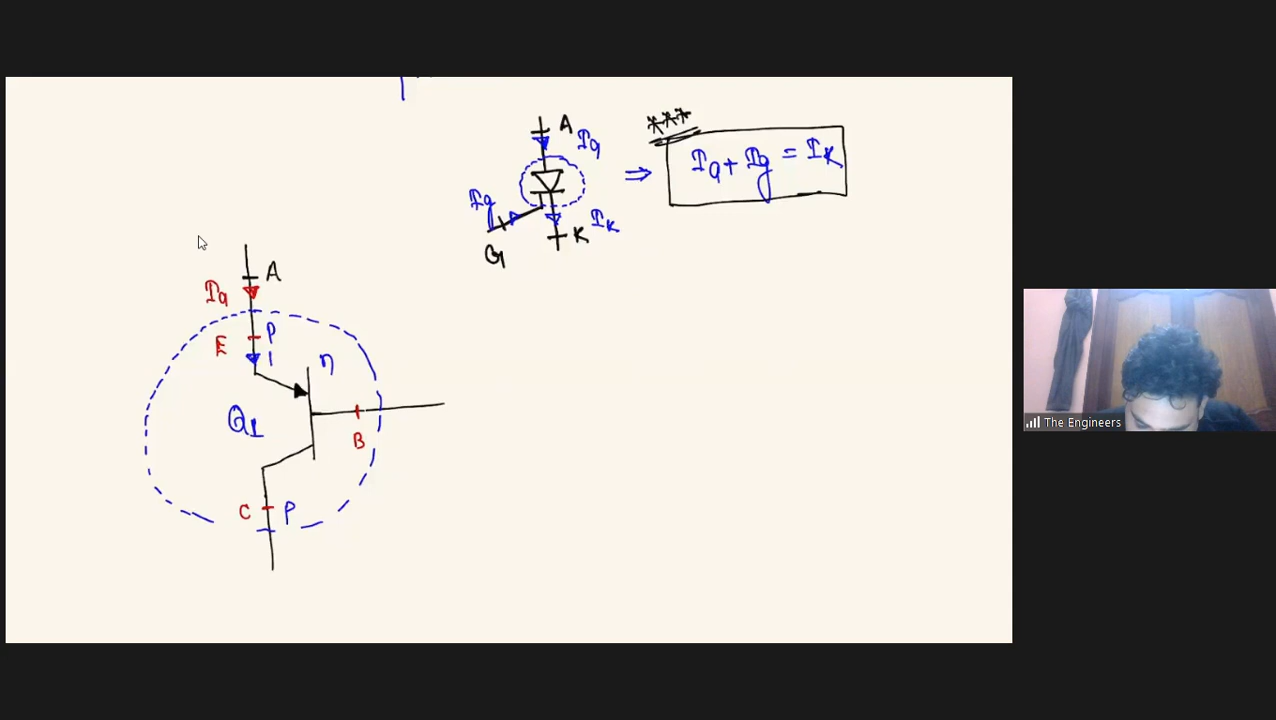 A
Ia
***
Ia + Ig = IK
⇒
Ig
IK
K
G
A
Ia
E
P
n
Q1
B
C
P
The Engineers